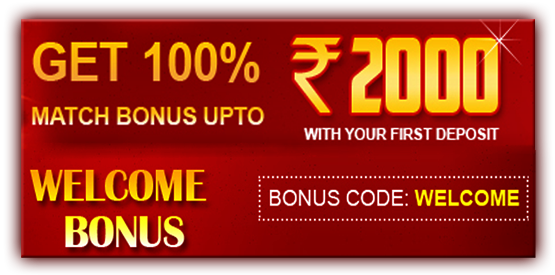 GET 100%
MATCH BONUS UPTO
₹ 2000
WITH YOUR FIRST DEPOSIT
WELCOME
BONUS
BONUS CODE: WELCOME